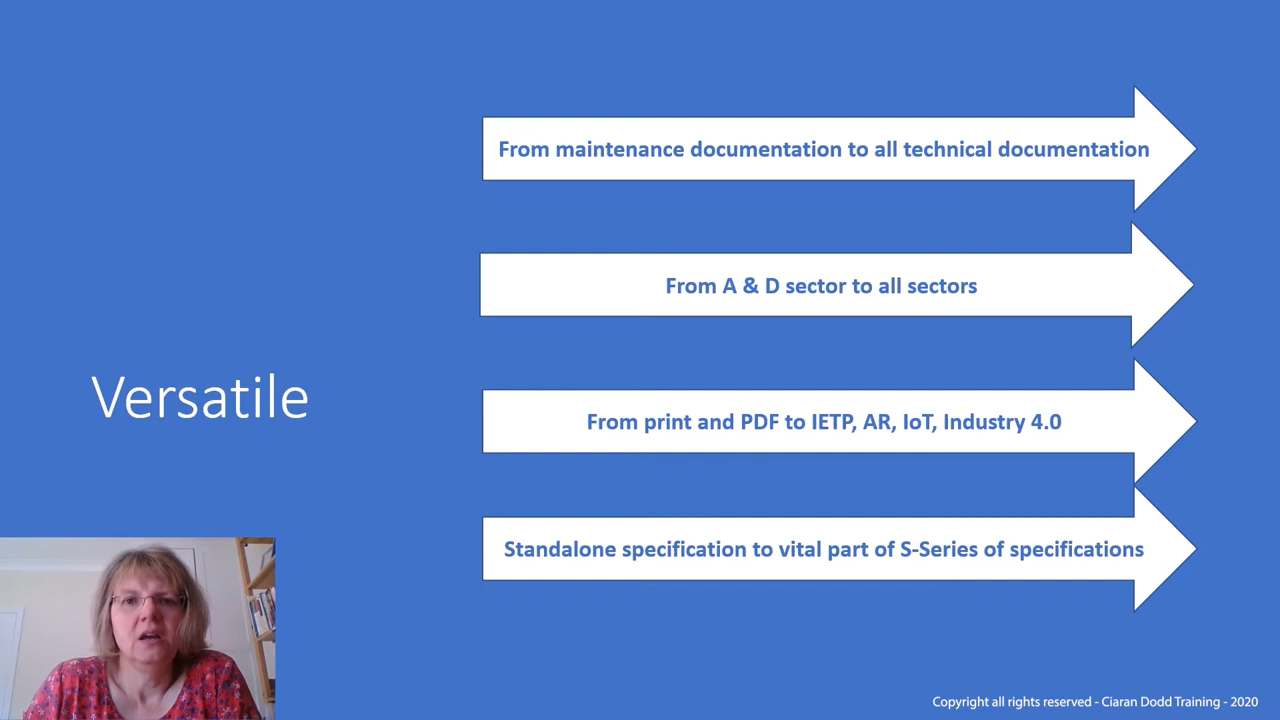 From maintenance documentation to all technical documentation
From A & D sector to all sectors
Versatile
From print and PDF to IETP, AR, IoT, Industry 4.0
Standalone specification to vital part of S-Series of specifications
Copyright all rights reserved - Ciaran Dodd Training - 2020